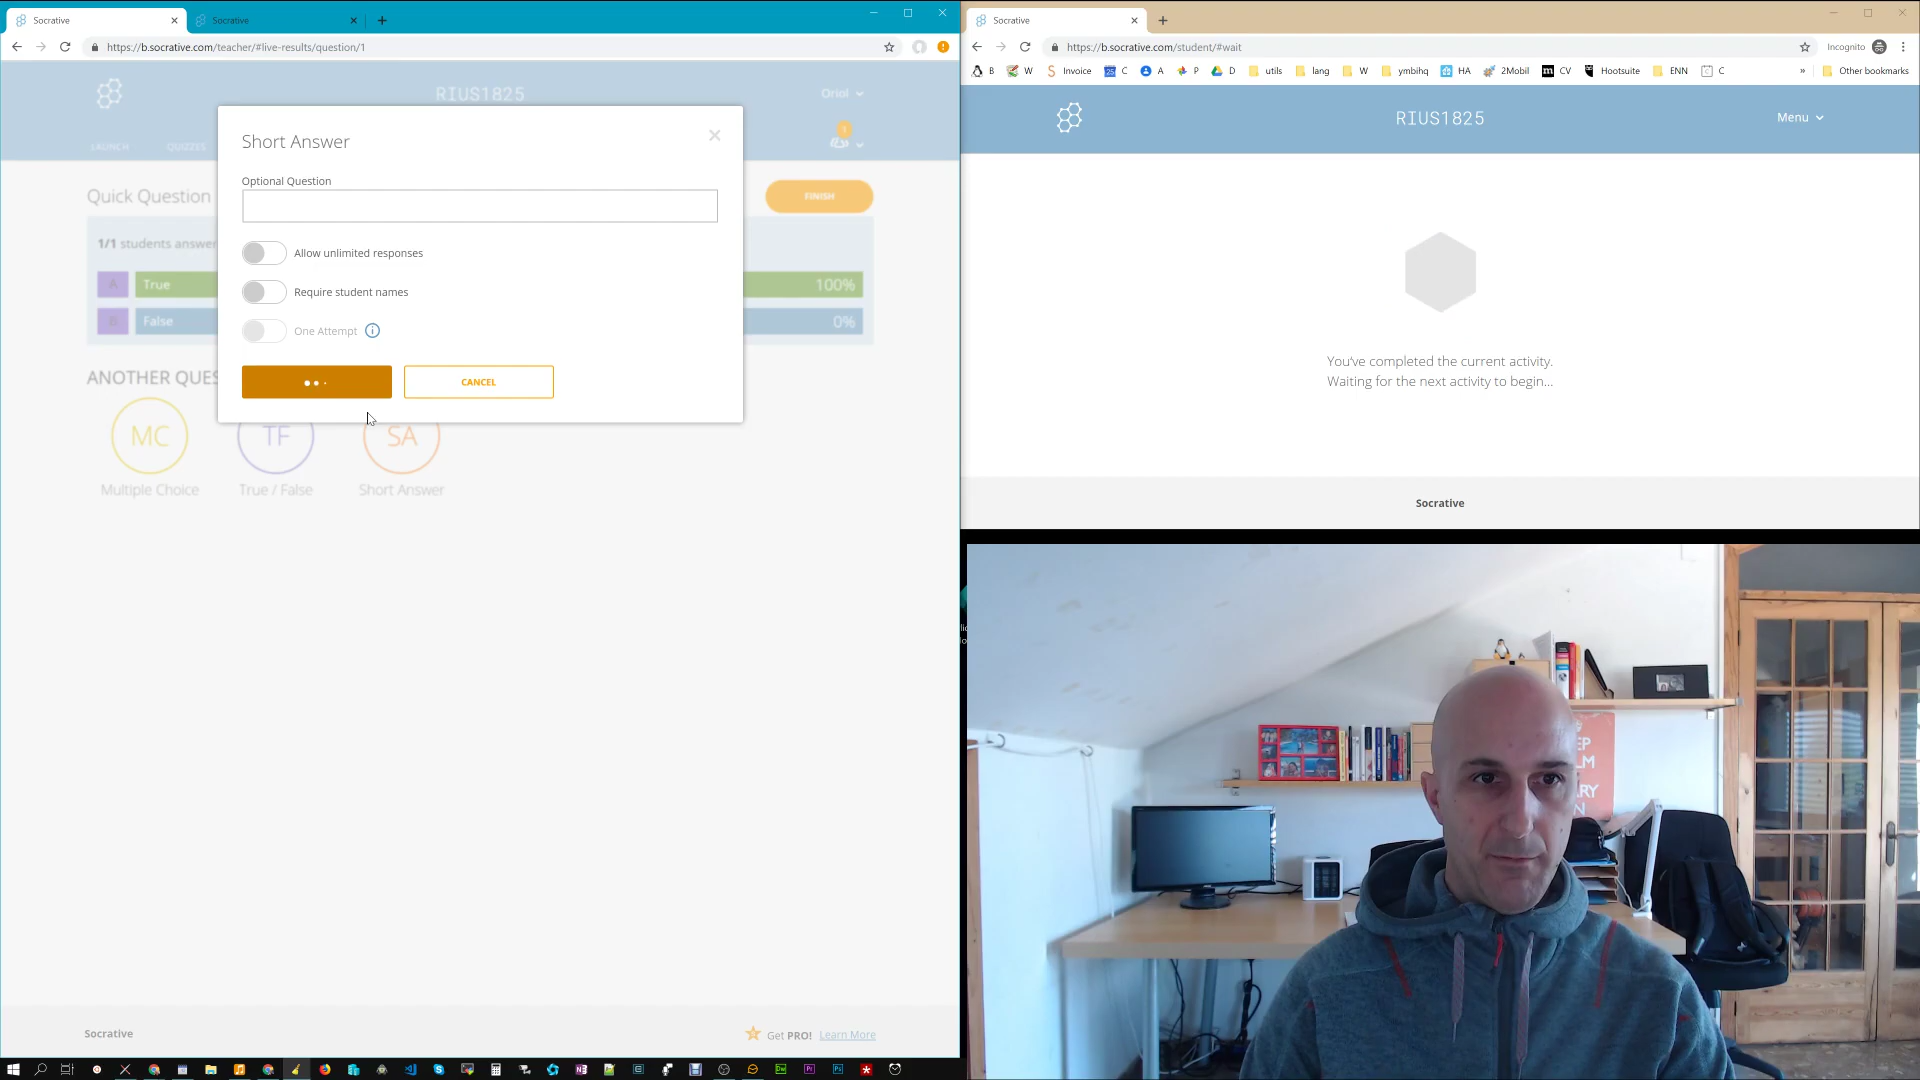 Socrative
Socrative
https://b.socrative.com/teacher/#live-results/question/1
RIUS1825
Oriol
LAUNCH
QUIZZES
1
Short Answer
Optional Question
Allow unlimited responses
Require student names
One Attempt
CANCEL
Quick Question
FINISH
1/1 students answer
A
True
100%
B
False
0%
ANOTHER QUES
MC
TF
SA
Multiple Choice
True / False
Short Answer
Socrative
Get PRO! Learn More
Socrative
https://b.socrative.com/student/#wait
Incognito
B
W
Invoice
C
A
P
D
utils
lang
W
ymbihq
HA
2Mobil
CV
Hootsuite
ENN
C
»
Other bookmarks
RIUS1825
Menu
You've completed the current activity.
Waiting for the next activity to begin...
Socrative